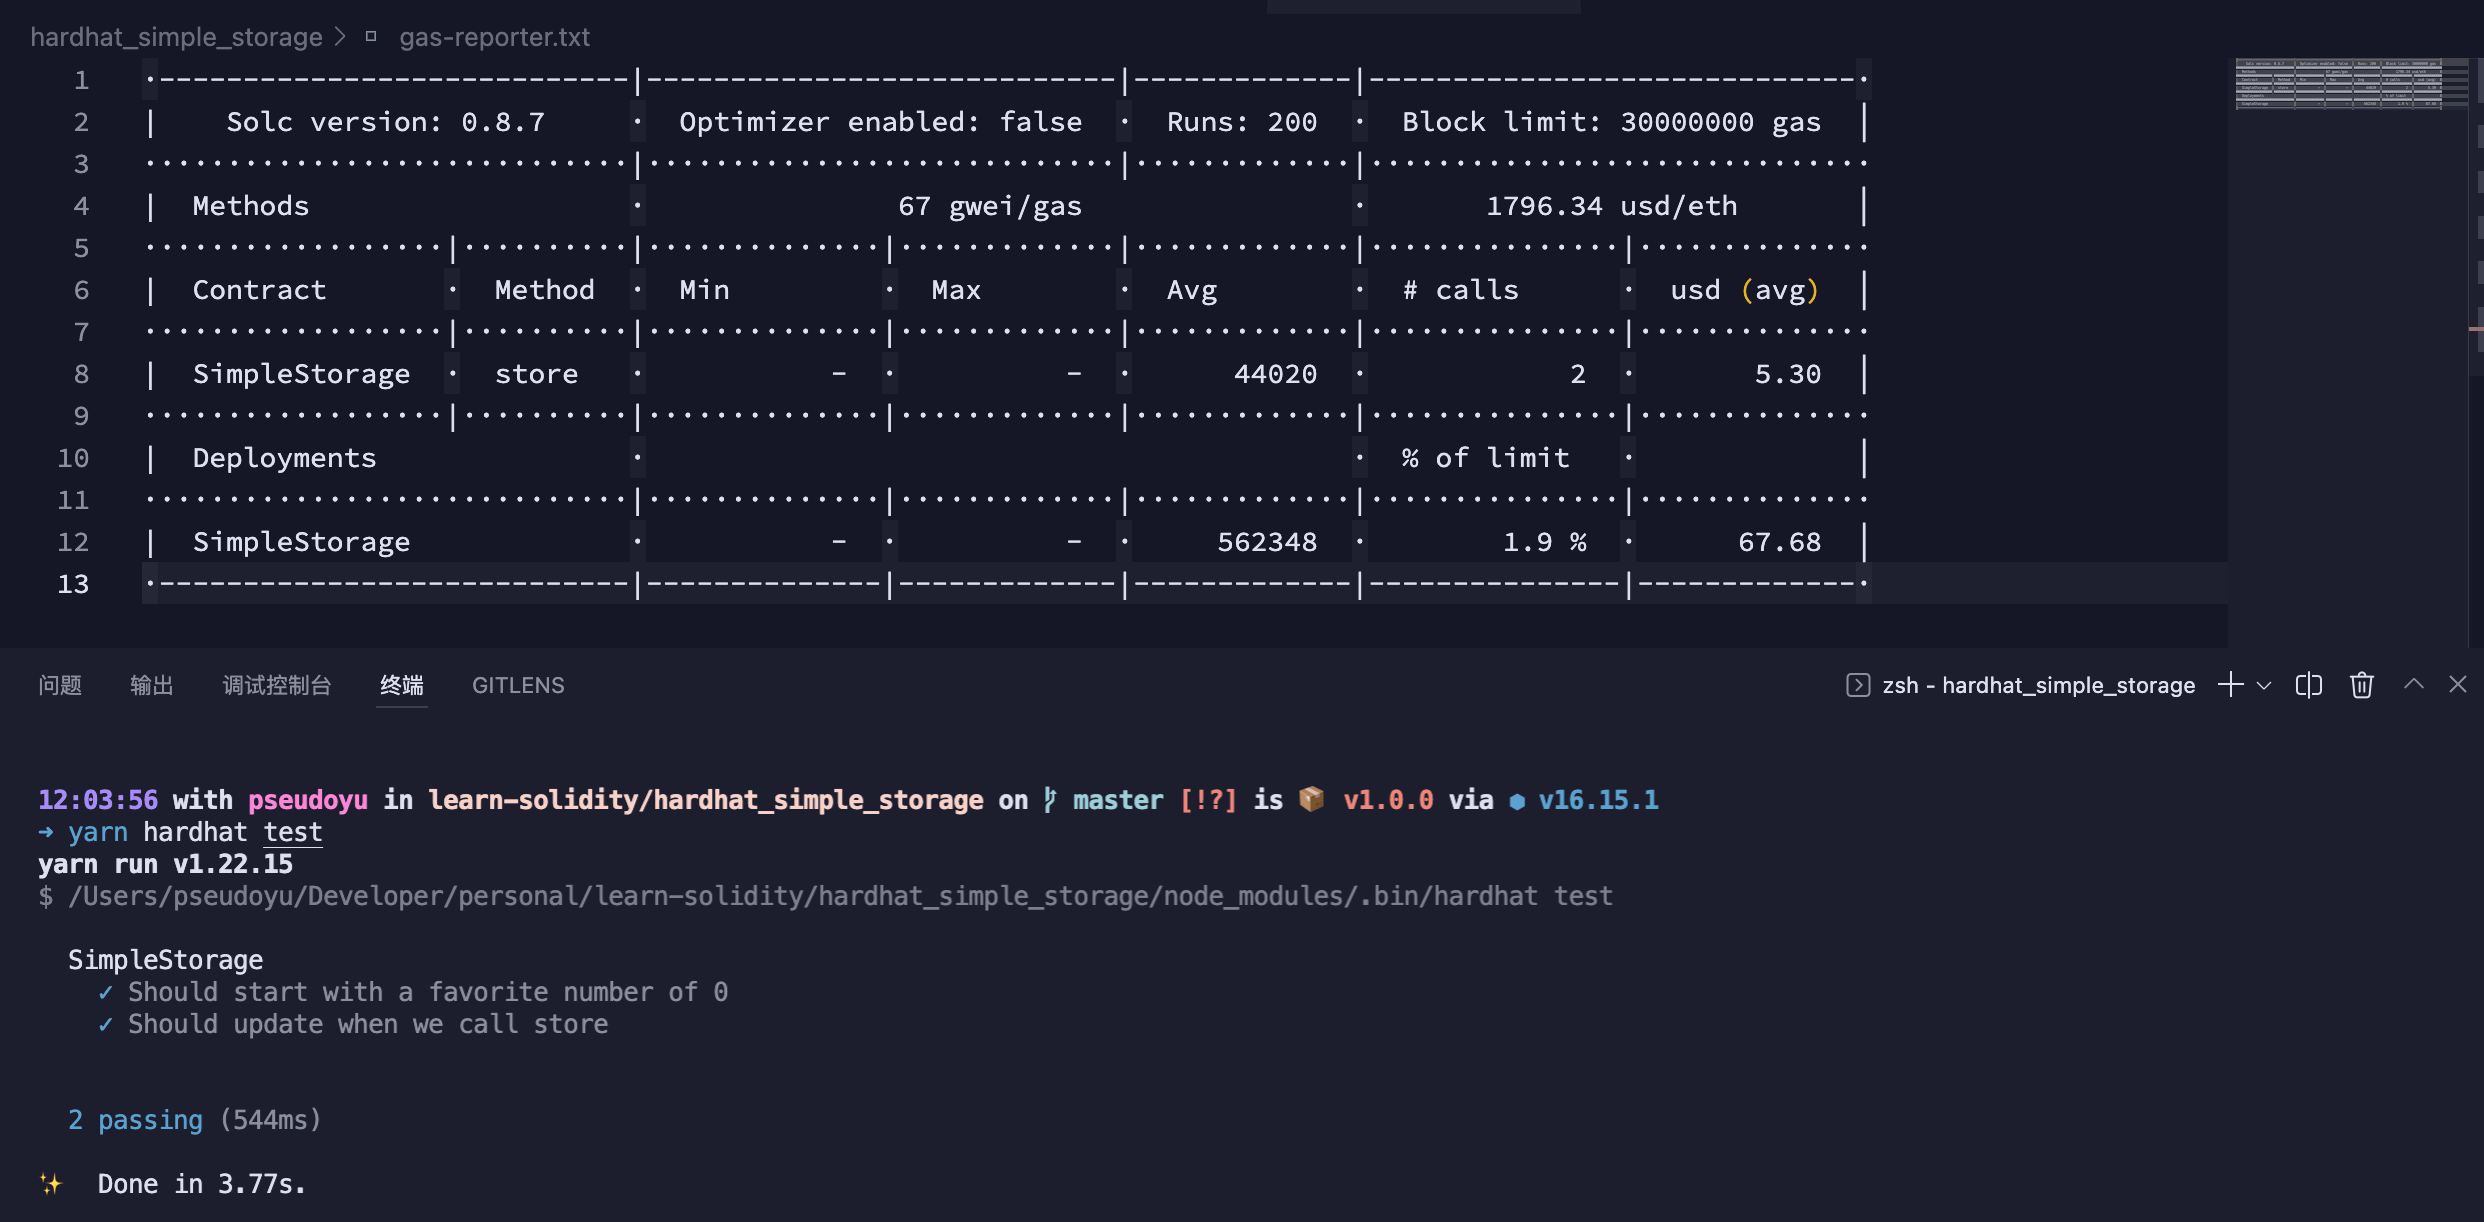 hardhat_simple_storage > gas-reporter.txt
1 ·----------------------------|----------------------------|-------------|-----------------------------·
2 |    Solc version: 0.8.7     ·  Optimizer enabled: false  ·  Runs: 200  ·  Block limit: 30000000 gas  |
3 ·····························|····························|·············|······························
4 |  Methods                   ·               67 gwei/gas                ·       1796.34 usd/eth       |
5 ··················|··········|··············|·············|·············|···············|··············
6 |  Contract       ·  Method  ·  Min         ·  Max        ·  Avg        ·  # calls      ·  usd (avg)  |
7 ··················|··········|··············|·············|·············|···············|··············
8 |  SimpleStorage  ·  store   ·           -  ·          -  ·      44020  ·            2  ·       5.30  |
9 ··················|··········|··············|·············|·············|···············|··············
10 |  Deployments               ·                                          ·  % of limit   ·             |
11 ·····························|··············|·············|·············|···············|··············
12 |  SimpleStorage             ·           -  ·          -  ·     562348  ·        1.9 %  ·      67.68  |
13 ·----------------------------|--------------|-------------|-------------|---------------|-------------·
问题 输出 调试控制台 终端 GITLENS zsh - hardhat_simple_storage
12:03:56 with pseudoyu in learn-solidity/hardhat_simple_storage on master [!?] is 📦 v1.0.0 via ⬢ v16.15.1
➜ yarn hardhat test
yarn run v1.22.15
$ /Users/pseudoyu/Developer/personal/learn-solidity/hardhat_simple_storage/node_modules/.bin/hardhat test
SimpleStorage
✓ Should start with a favorite number of 0
✓ Should update when we call store
2 passing (544ms)
✨ Done in 3.77s.